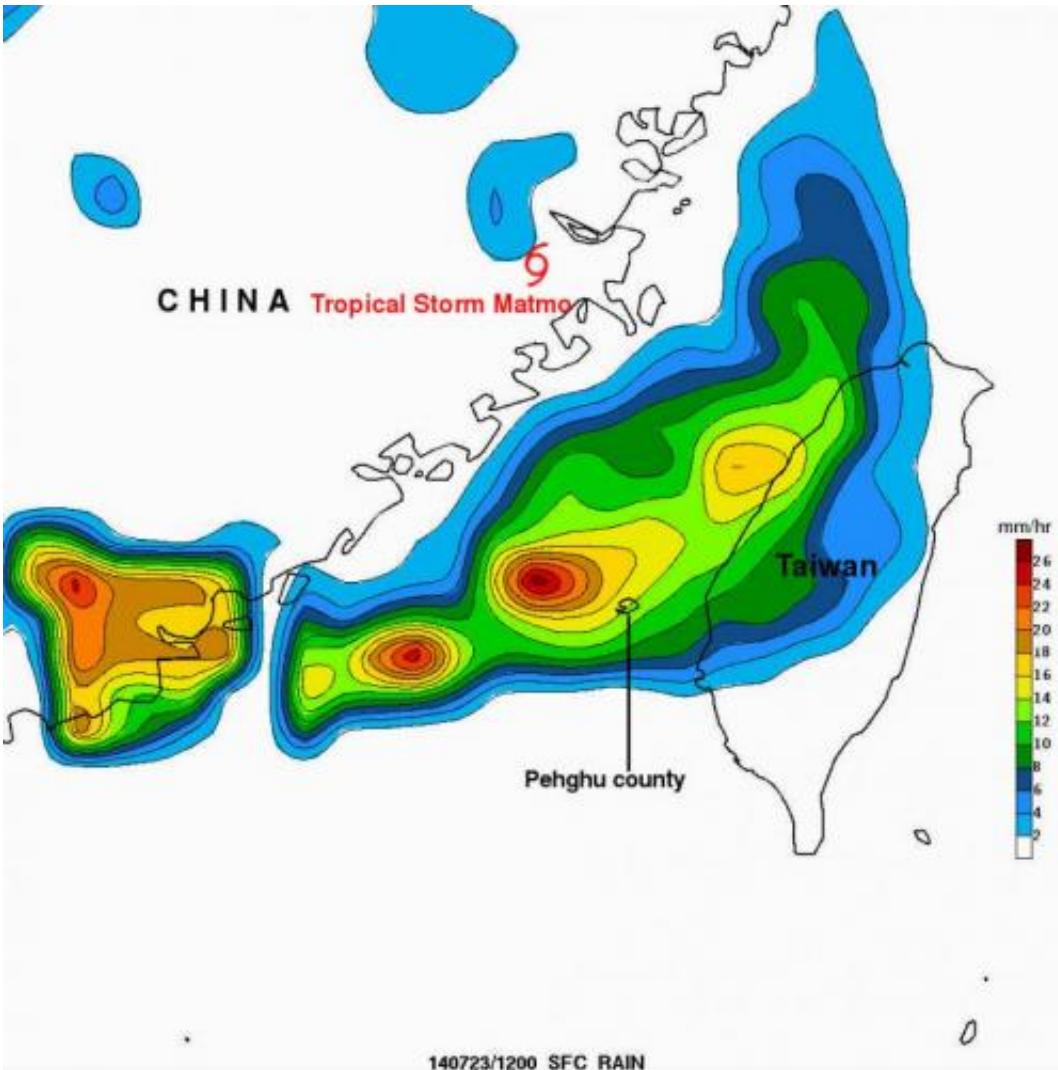 CHINA Tropical Storm Matmo
mm/hr
26
24
22
20
18
16
14
12
10
8
6
4
2
Taiwan
Pehghu county
140723/1200 SFC RAIN